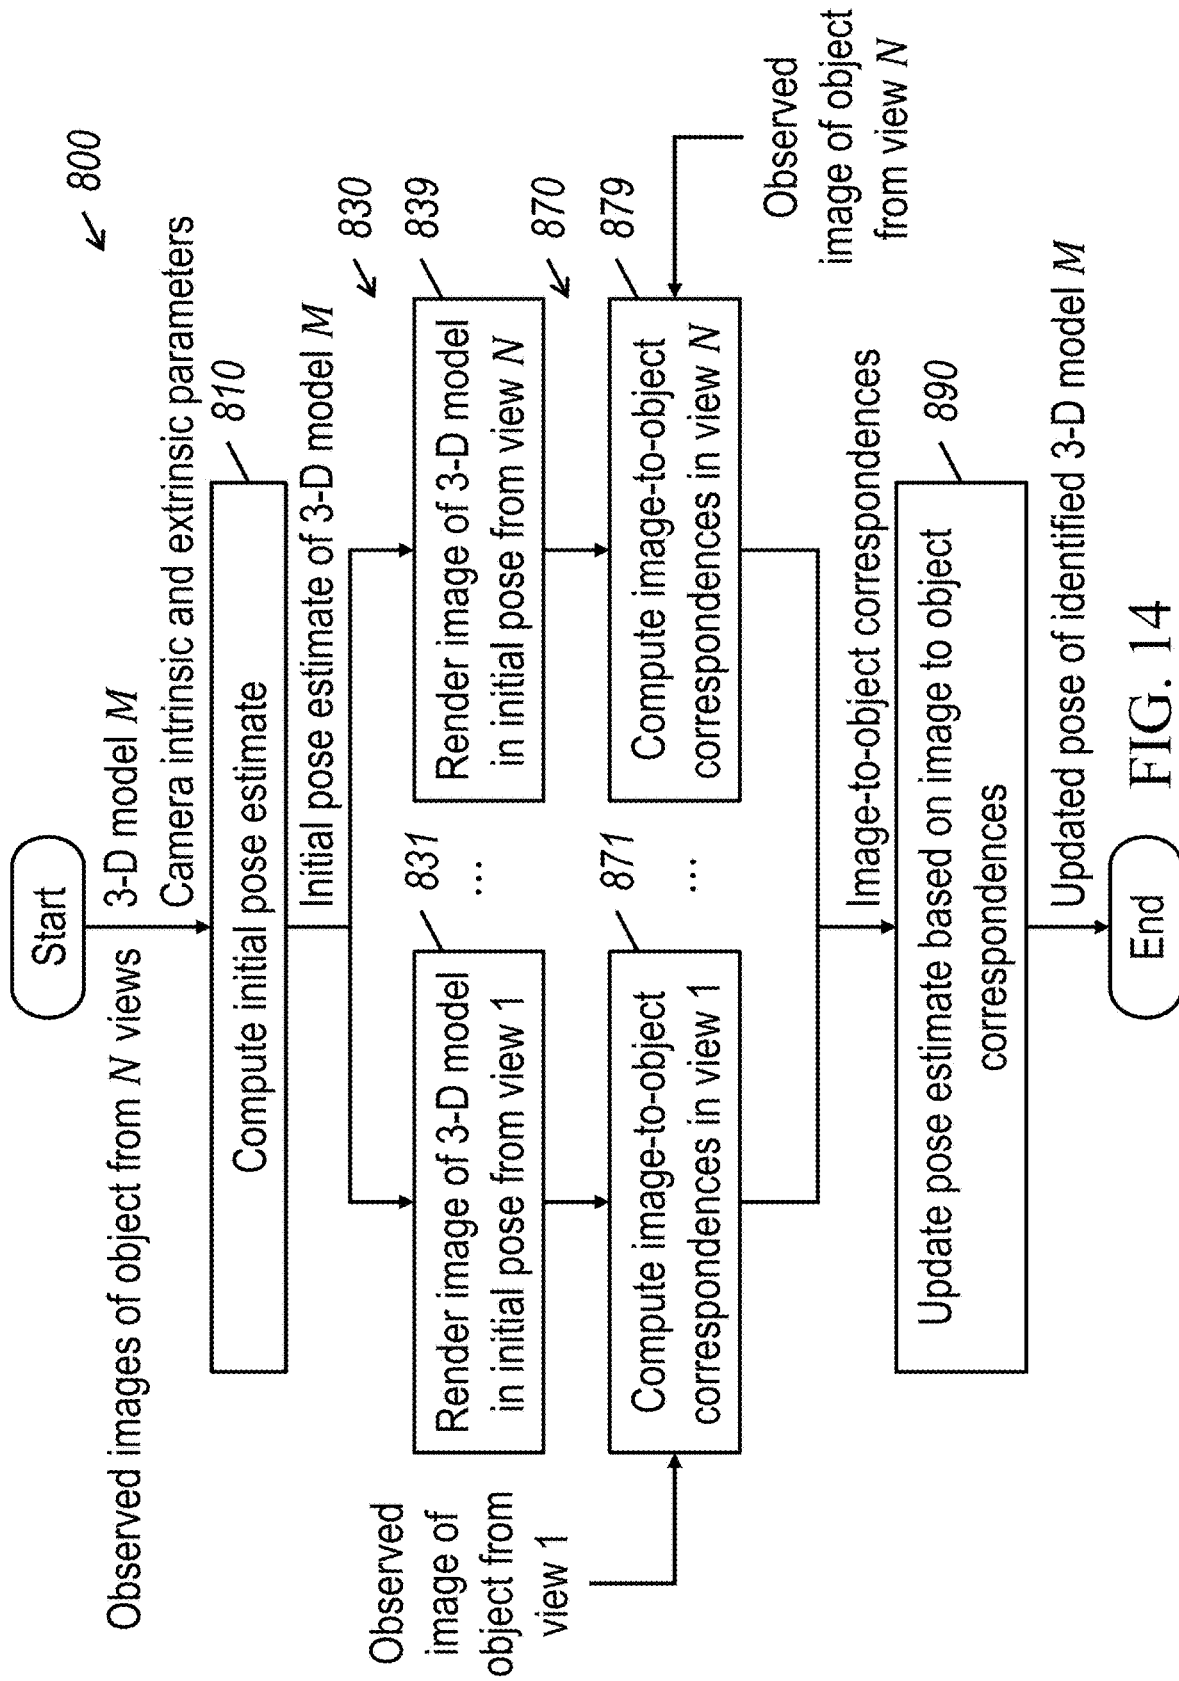 800
Start
Observed images of object from N views
3-D model M
Camera intrinsic and extrinsic parameters
810
Compute initial pose estimate
Initial pose estimate of 3-D model M
830
831
Render image of 3-D model
in initial pose from view 1
...
839
Render image of 3-D model
in initial pose from view N
870
Observed
image of
object from
view 1
871
Compute image-to-object
correspondences in view 1
...
879
Compute image-to-object
correspondences in view N
Observed
image of object
from view N
Image-to-object correspondences
890
Update pose estimate based on image to object
correspondences
Updated pose of identified 3-D model M
End
FIG. 14